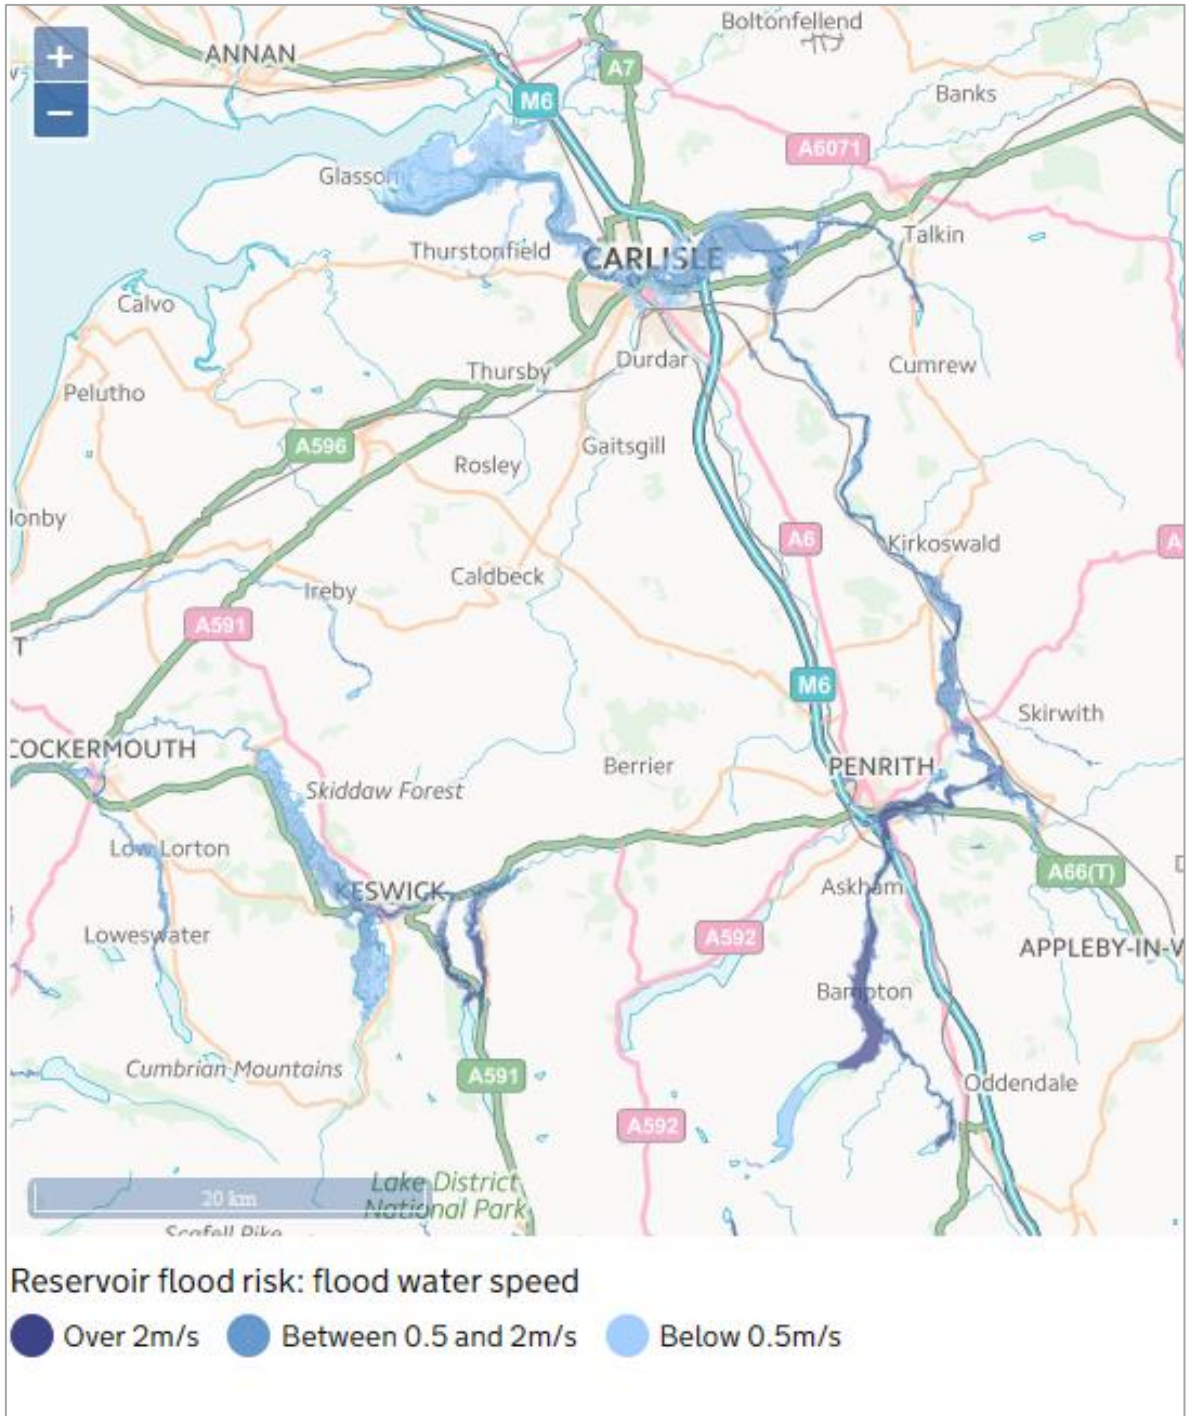 Boltonfellend
ANNAN
+
−
A7
M6
Banks
A6071
Glasson
Talkin
Thurstonfield
CARLISLE
Calvo
Durdar
Thursby
Cumrew
Pelutho
A596
Gaitsgill
Rosley
lonby
A6
Kirkoswald
A
Caldbeck
Ireby
A591
T
M6
Skirwith
COCKERMOUTH
PENRITH
Berrier
Skiddaw Forest
Low Lorton
A66(T)
KESWICK
Askham
Loweswater
A592
APPLEBY-IN-W
Bampton
Cumbrian Mountains
A591
Oddendale
A592
Lake District
National Park
20 km
Scafell Pike
Reservoir flood risk: flood water speed
Over 2m/s Between 0.5 and 2m/s Below 0.5m/s